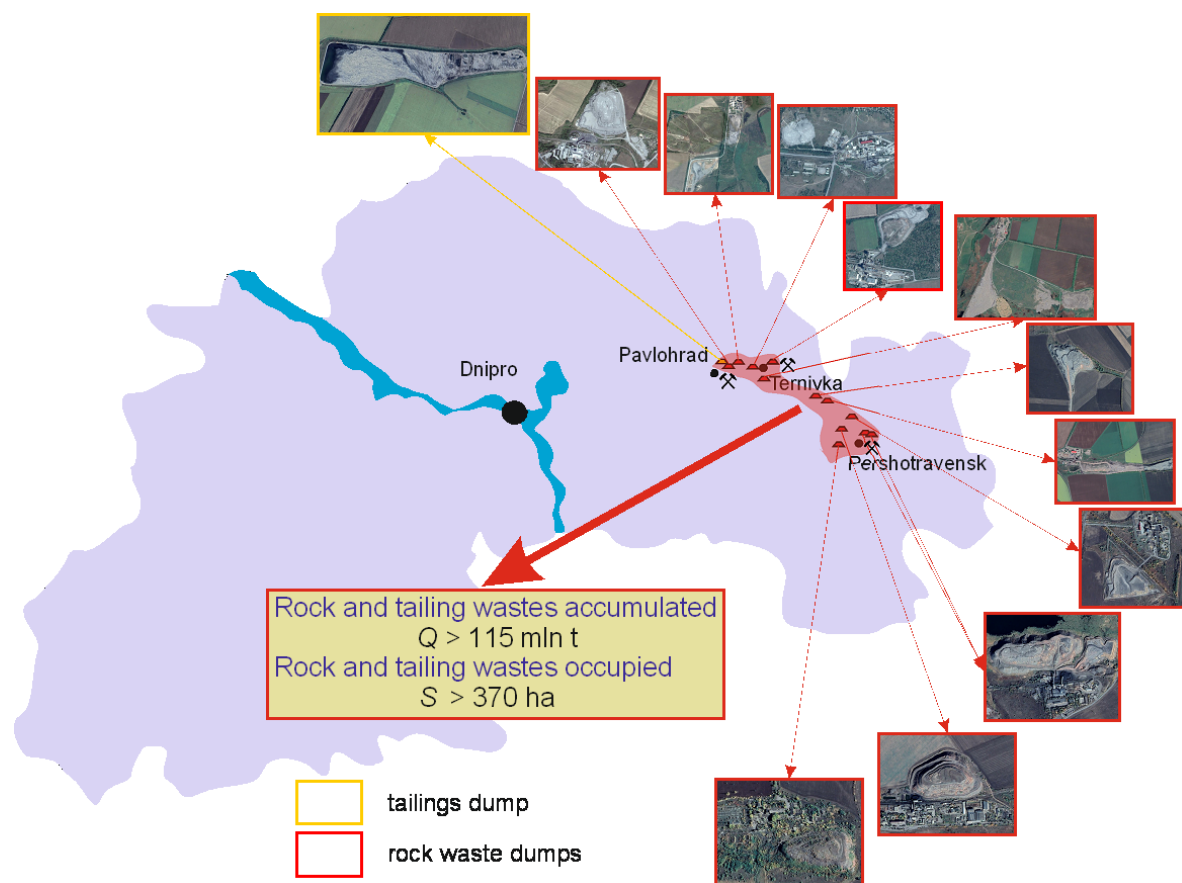 Pavlohrad
Dnipro
Ternivka
Pershotravensk
Rock and tailing wastes accumulated
Q > 115 mln t
Rock and tailing wastes occupied
S > 370 ha
tailings dump
rock waste dumps